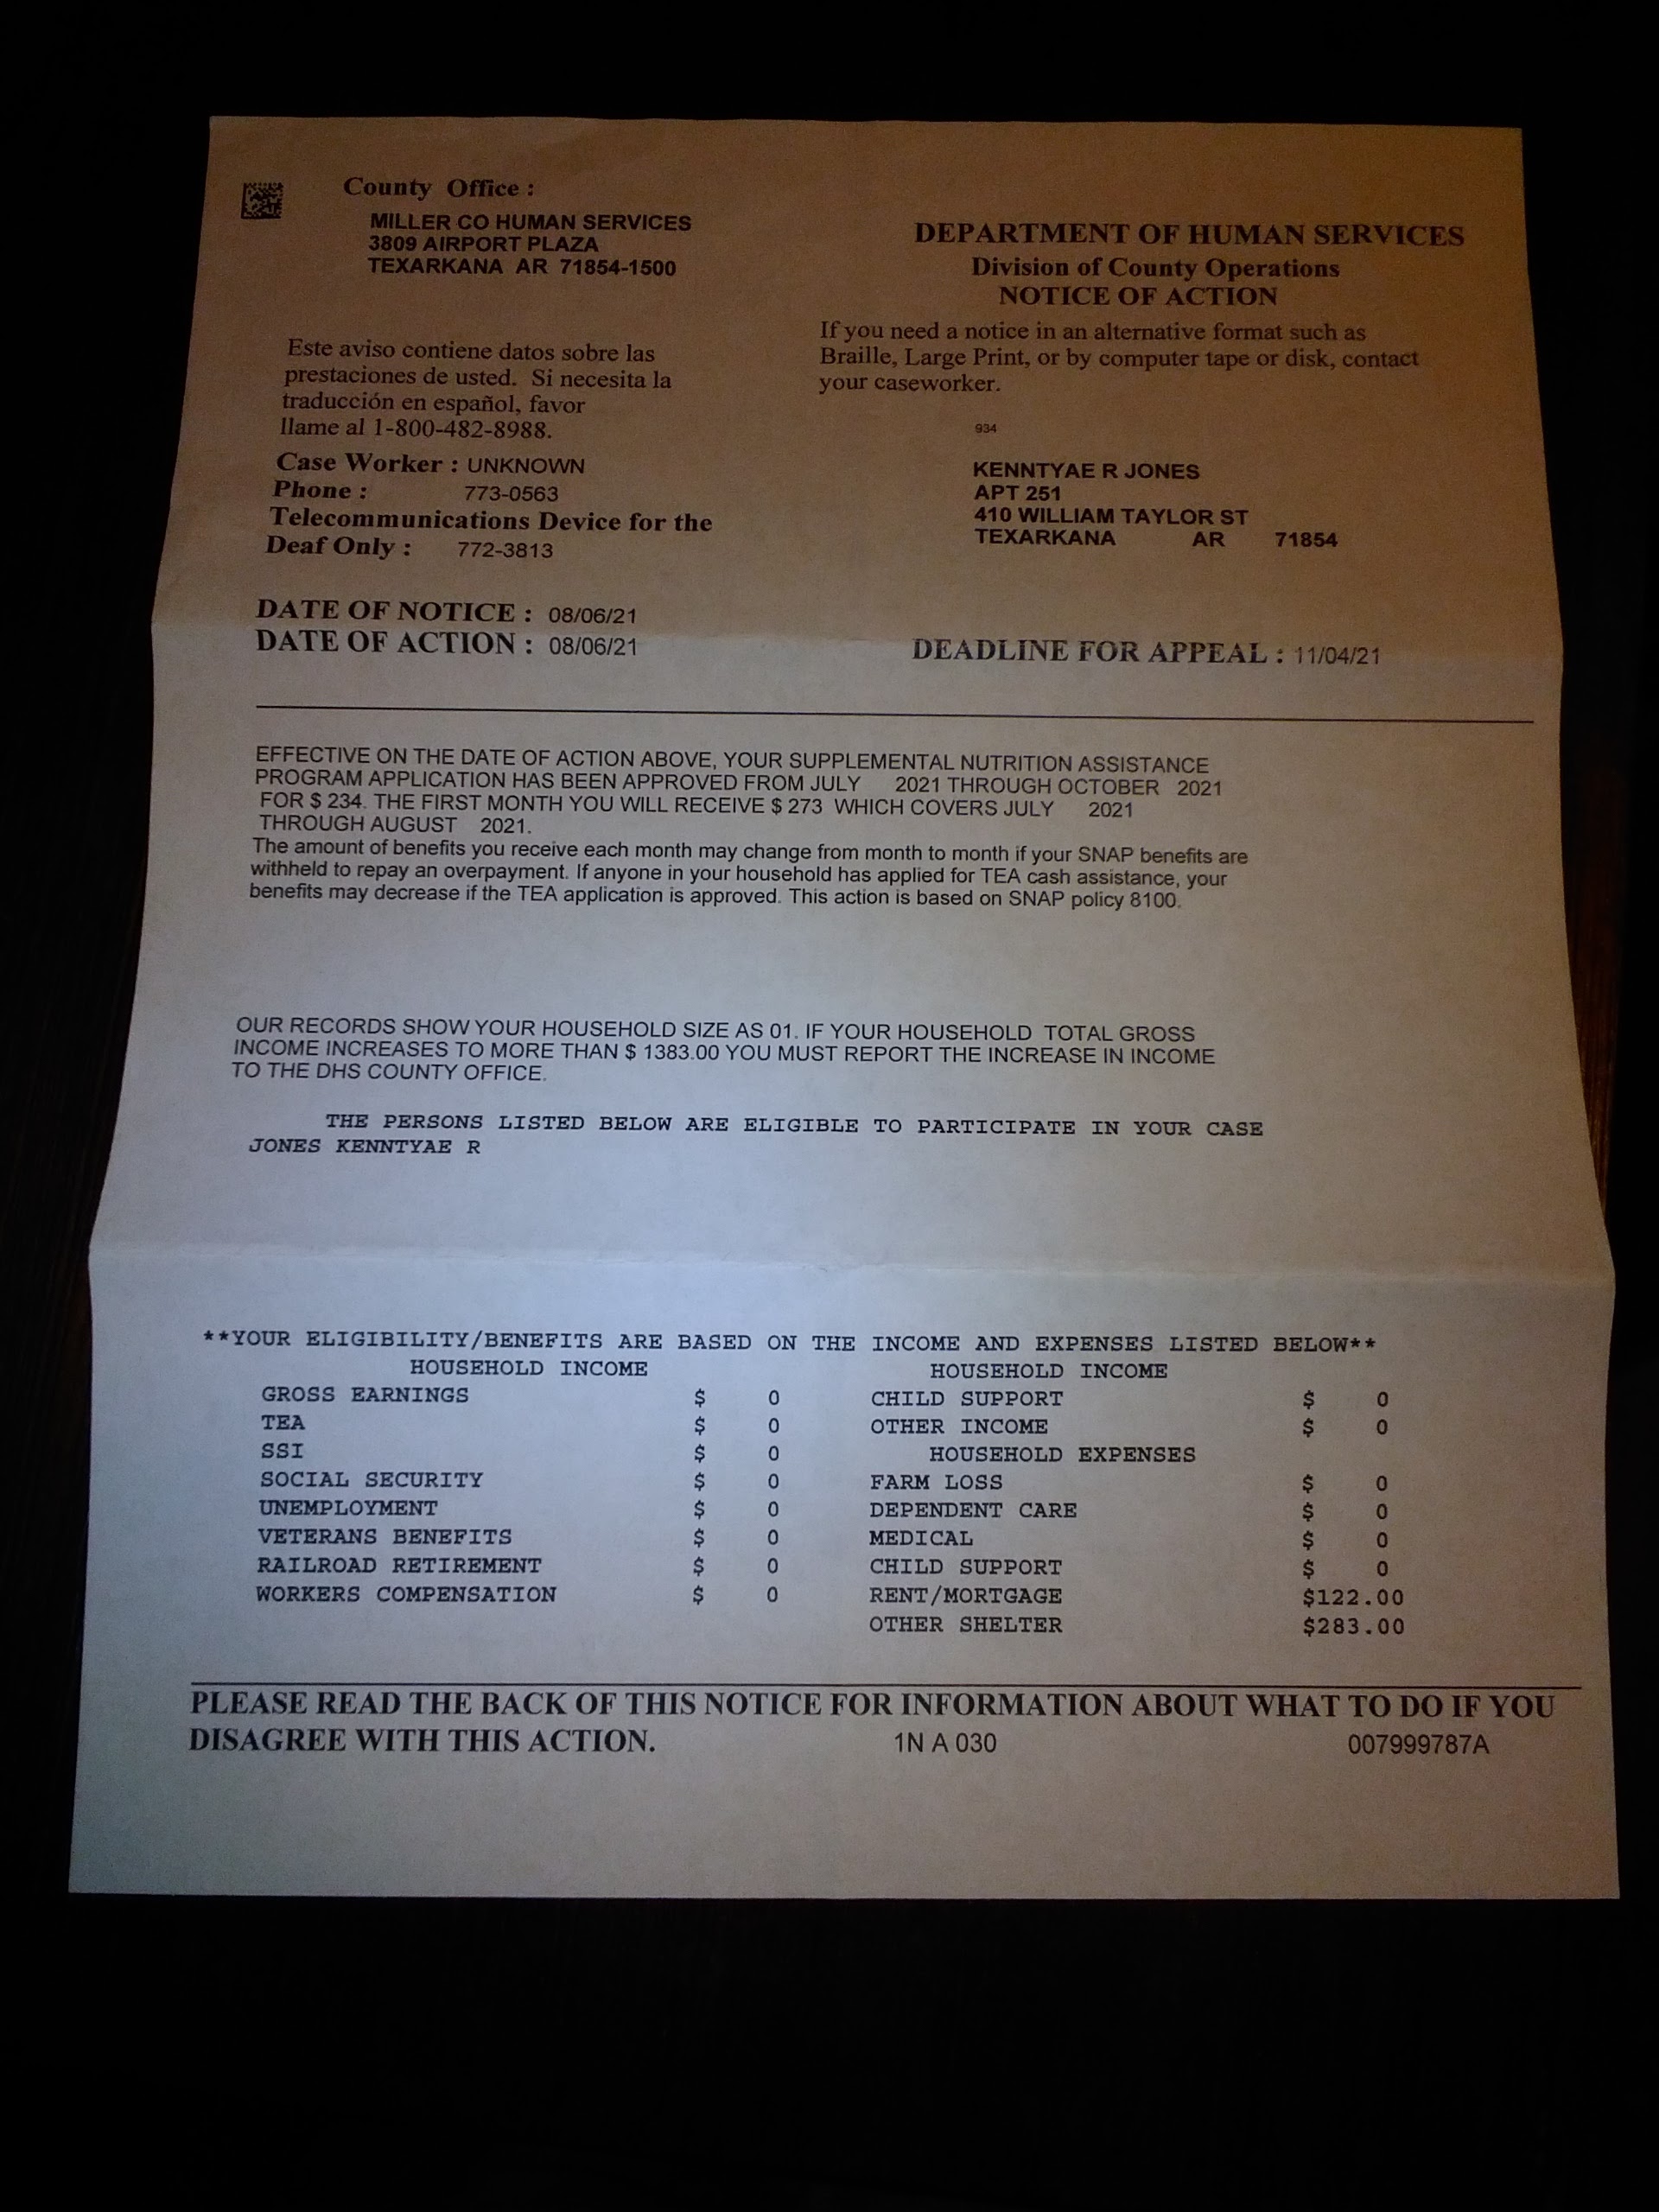 County Office :
MILLER CO HUMAN SERVICES
3809 AIRPORT PLAZA
TEXARKANA AR 71854-1500
DEPARTMENT OF HUMAN SERVICES
Division of County Operations
NOTICE OF ACTION
If you need a notice in an alternative format such as
Braille, Large Print, or by computer tape or disk, contact
your caseworker.
Este aviso contiene datos sobre las
prestaciones de usted. Si necesita la
traducción en español, favor
llame al 1-800-482-8988.
934
Case Worker : UNKNOWN
Phone : 773-0563
Telecommunications Device for the
Deaf Only : 772-3813
KENNTYAE R JONES
APT 251
410 WILLIAM TAYLOR ST
TEXARKANA AR 71854
DATE OF NOTICE : 08/06/21
DATE OF ACTION : 08/06/21
DEADLINE FOR APPEAL : 11/04/21
EFFECTIVE ON THE DATE OF ACTION ABOVE, YOUR SUPPLEMENTAL NUTRITION ASSISTANCE
PROGRAM APPLICATION HAS BEEN APPROVED FROM JULY 2021 THROUGH OCTOBER 2021
FOR $ 234. THE FIRST MONTH YOU WILL RECEIVE $ 273 WHICH COVERS JULY 2021
THROUGH AUGUST 2021.
The amount of benefits you receive each month may change from month to month if your SNAP benefits are
withheld to repay an overpayment. If anyone in your household has applied for TEA cash assistance, your
benefits may decrease if the TEA application is approved. This action is based on SNAP policy 8100.
OUR RECORDS SHOW YOUR HOUSEHOLD SIZE AS 01. IF YOUR HOUSEHOLD TOTAL GROSS
INCOME INCREASES TO MORE THAN $ 1383.00 YOU MUST REPORT THE INCREASE IN INCOME
TO THE DHS COUNTY OFFICE.
THE PERSONS LISTED BELOW ARE ELIGIBLE TO PARTICIPATE IN YOUR CASE
JONES KENNTYAE R
**YOUR ELIGIBILITY/BENEFITS ARE BASED ON THE INCOME AND EXPENSES LISTED BELOW**
HOUSEHOLD INCOME HOUSEHOLD INCOME
GROSS EARNINGS $ 0 CHILD SUPPORT $ 0
TEA $ 0 OTHER INCOME $ 0
SSI $ 0 HOUSEHOLD EXPENSES
SOCIAL SECURITY $ 0 FARM LOSS $ 0
UNEMPLOYMENT $ 0 DEPENDENT CARE $ 0
VETERANS BENEFITS $ 0 MEDICAL $ 0
RAILROAD RETIREMENT $ 0 CHILD SUPPORT $ 0
WORKERS COMPENSATION $ 0 RENT/MORTGAGE $122.00
OTHER SHELTER $283.00
PLEASE READ THE BACK OF THIS NOTICE FOR INFORMATION ABOUT WHAT TO DO IF YOU
DISAGREE WITH THIS ACTION. 1N A 030 007999787A